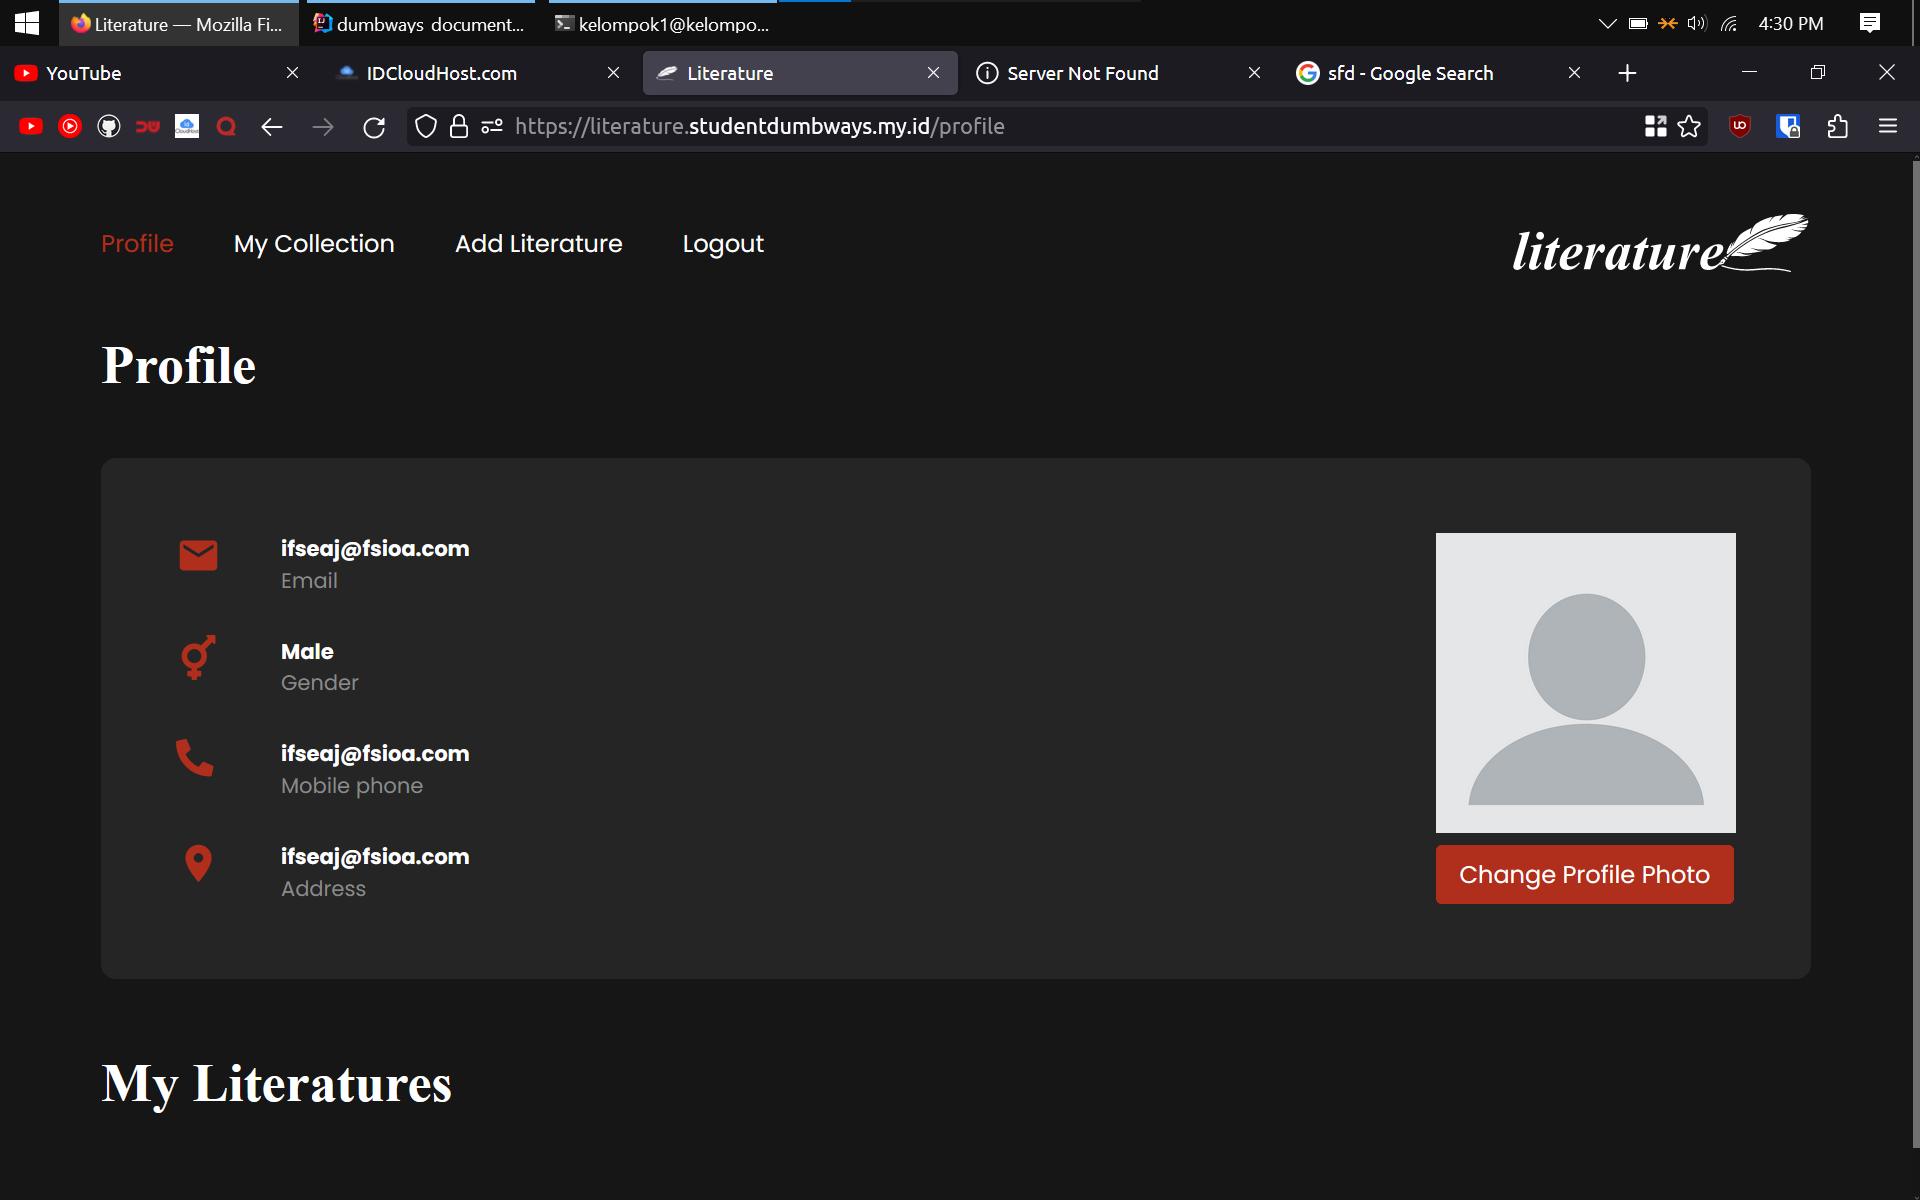 Literature — Mozilla Fi...
dumbways_document...
kelompok1@kelompo...
4:30 PM
YouTube
IDCloudHost.com
Literature
Server Not Found
sfd - Google Search
https://literature.studentdumbways.my.id/profile
Profile
My Collection
Add Literature
Logout
literature
Profile
ifseaj@fsioa.com
Email
Male
Gender
ifseaj@fsioa.com
Mobile phone
ifseaj@fsioa.com
Address
Change Profile Photo
My Literatures